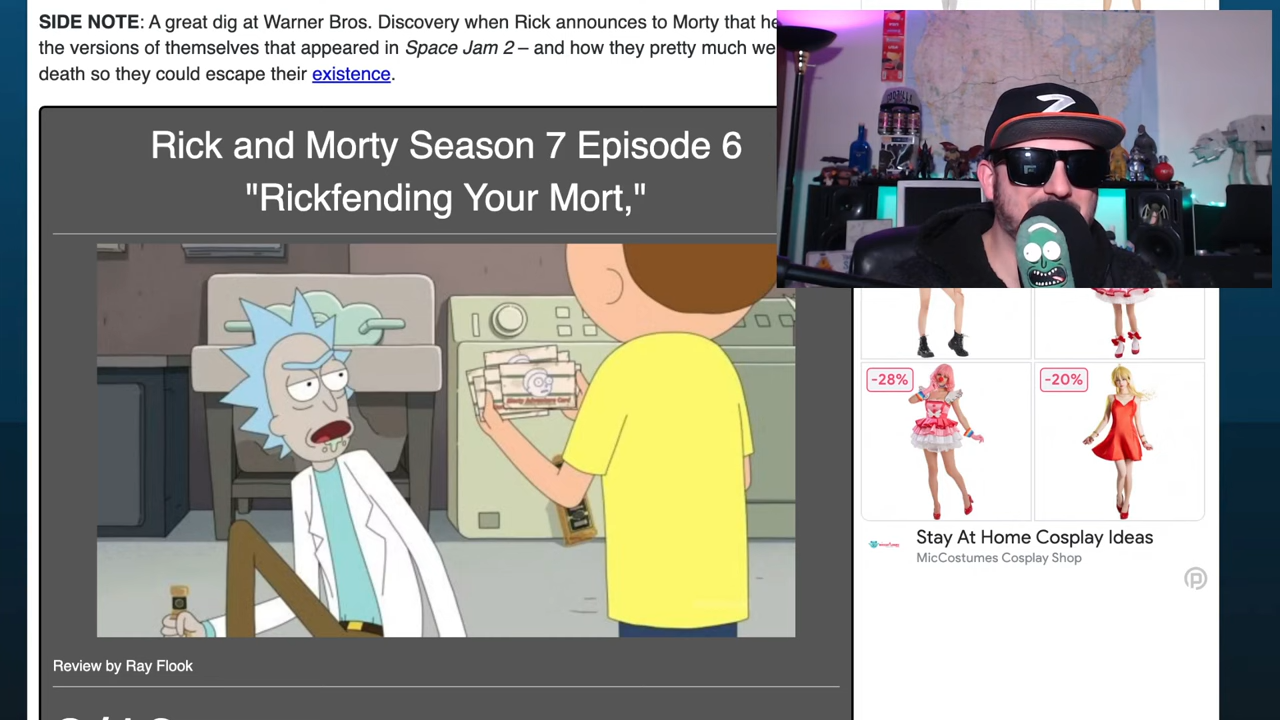 SIDE NOTE: A great dig at Warner Bros. Discovery when Rick announces to Morty that he
the versions of themselves that appeared in Space Jam 2 – and how they pretty much we
death so they could escape their existence.
Rick and Morty Season 7 Episode 6
"Rickfending Your Mort,"
Morty Adventure Card
-28%
-20%
Stay At Home Cosplay Ideas
MicCostumes Cosplay Shop
Review by Ray Flook